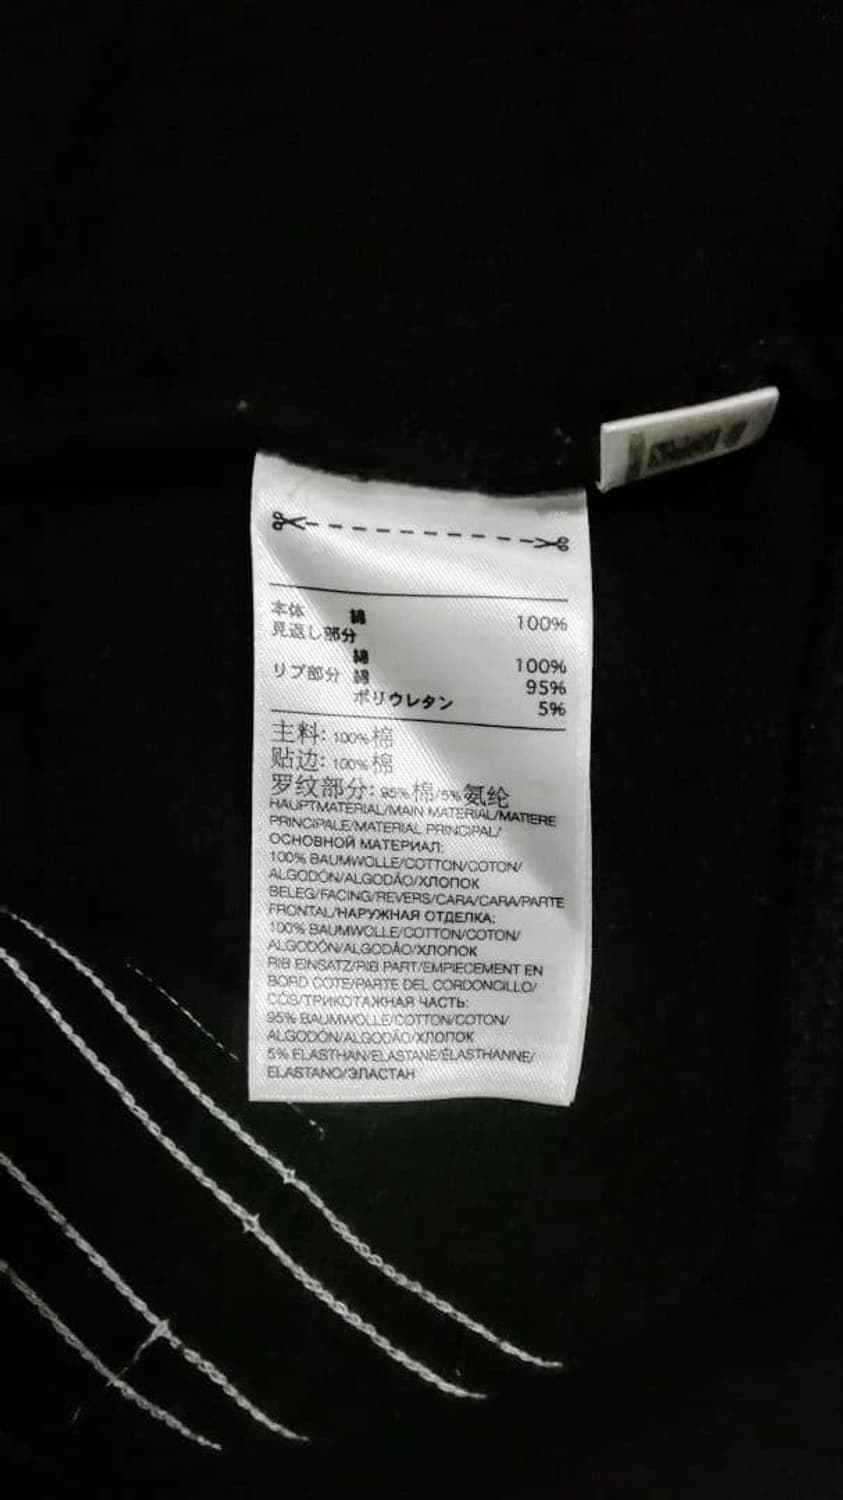 本体 綿 100%
見返し部分
綿 100%
リブ部分 綿 95%
ポリウレタン 5%
主料: 100%棉
贴边: 100%棉
罗纹部分: 95%棉/5%氨纶
HAUPTMATERIAL/MAIN MATERIAL/MATIERE
PRINCIPALE/MATERIAL PRINCIPAL/
ОСНОВНОЙ МАТЕРИАЛ:
100% BAUMWOLLE/COTTON/COTON/
ALGODÓN/ALGODÃO/ХЛОПОК
BELEG/FACING/REVERS/CARA/CARA/PARTE
FRONTAL/НАРУЖНАЯ ОТДЕЛКА:
100% BAUMWOLLE/COTTON/COTON/
ALGODÓN/ALGODÃO/ХЛОПОК
RIB EINSATZ/RIB PART/EMPIECEMENT EN
BORD COTE/PARTE DEL CORDONCILLO/
CÓS/ТРИКОТАЖНАЯ ЧАСТЬ:
95% BAUMWOLLE/COTTON/COTON/
ALGODÓN/ALGODÃO/ХЛОПОК
5% ELASTHAN/ELASTANE/ÉLASTHANNE/
ELASTANO/ЭЛАСТАН